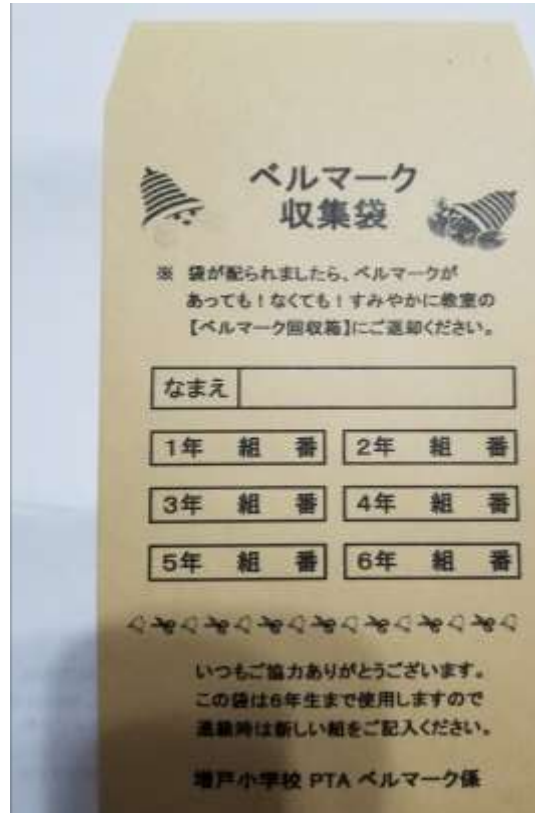 ベルマーク
収集袋
※ 袋が配られましたら、ベルマークが
あっても！なくても！すみやかに教室の
【ベルマーク回収箱】にご返却ください。
なまえ
1年 組 番 2年 組 番
3年 組 番 4年 組 番
5年 組 番 6年 組 番
いつもご協力ありがとうございます。
この袋は6年生まで使用しますので
進級時は新しい組をご記入ください。
増戸小学校 PTA ベルマーク係